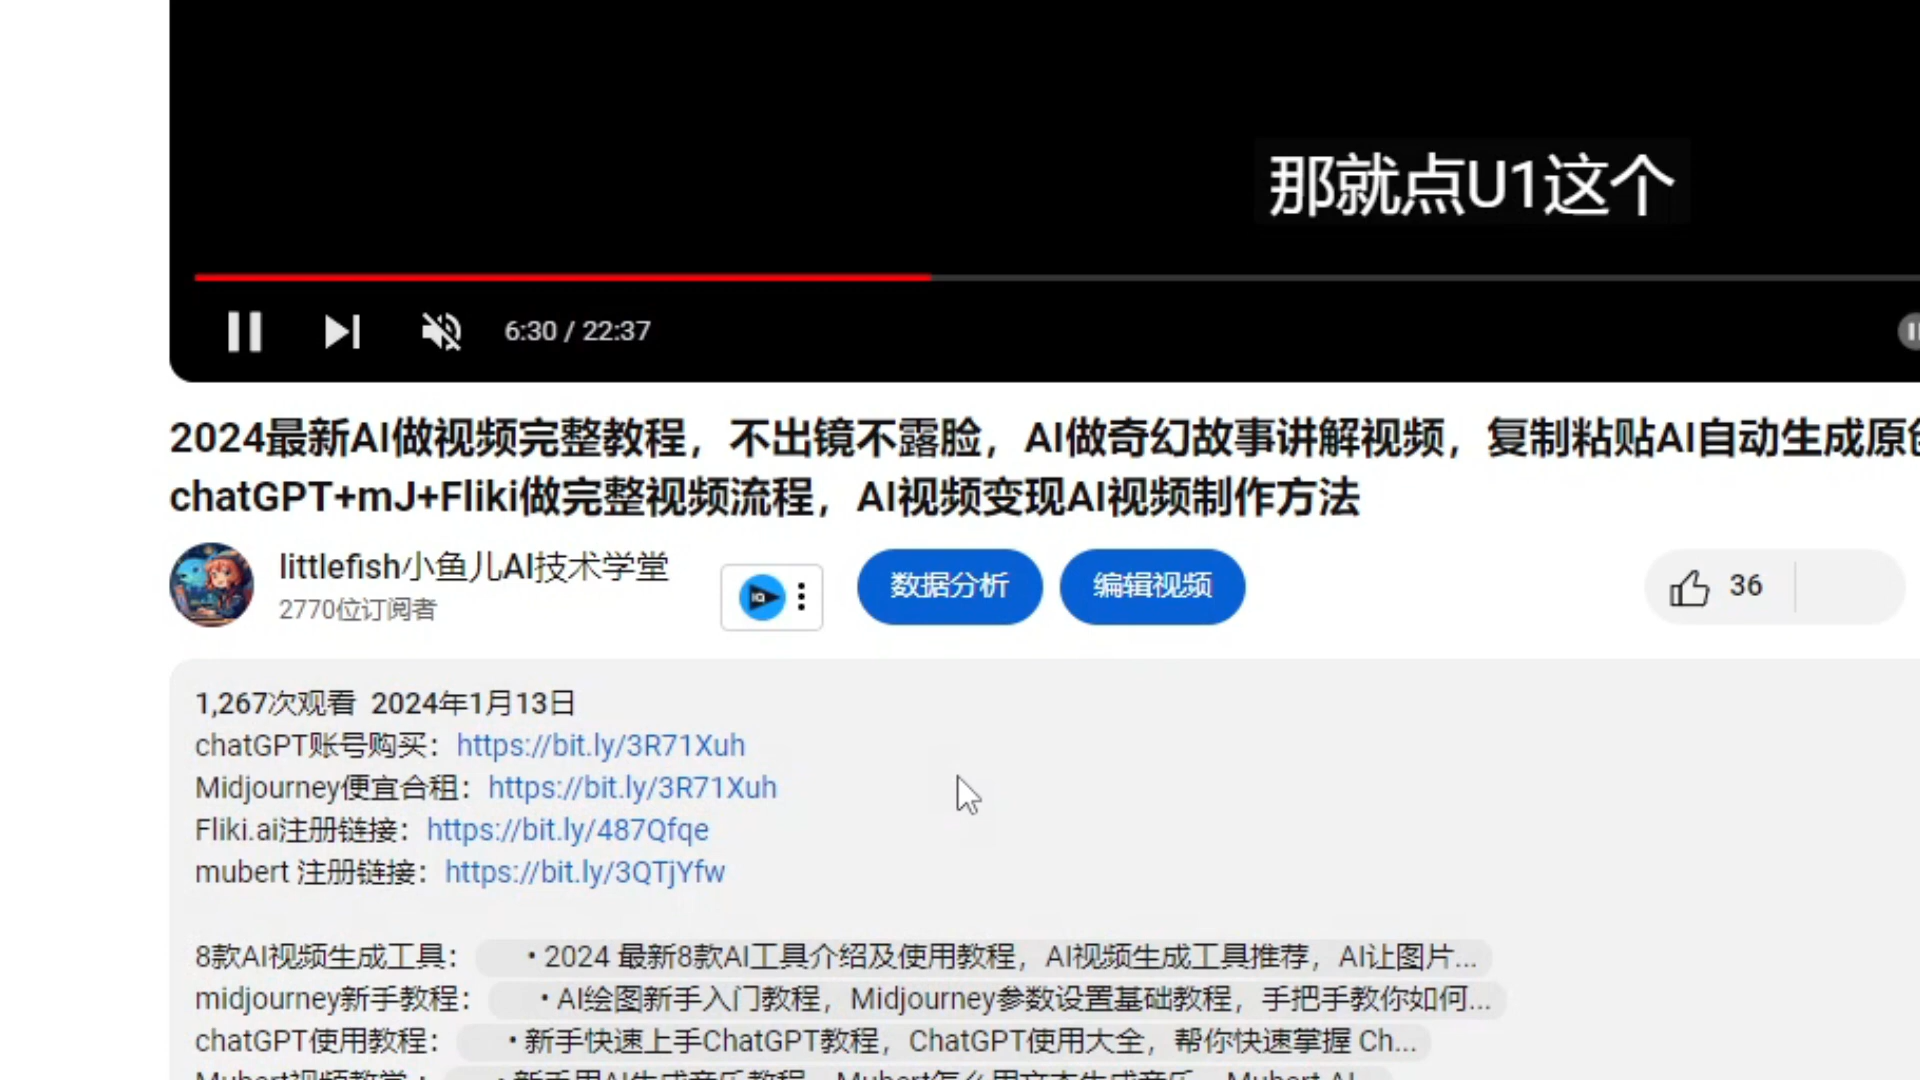 那就点U1这个
6:30 / 22:37
2024最新AI做视频完整教程，不出镜不露脸，AI做奇幻故事讲解视频，复制粘贴AI自动生成原
chatGPT+mJ+Fliki做完整视频流程，AI视频变现AI视频制作方法
littlefish小鱼儿AI技术学堂
2770位订阅者
数据分析
编辑视频
36
1,267次观看 2024年1月13日
chatGPT账号购买：https://bit.ly/3R71Xuh
Midjourney便宜合租：https://bit.ly/3R71Xuh
Fliki.ai注册链接：https://bit.ly/487Qfqe
mubert 注册链接：https://bit.ly/3QTjYfw
8款AI视频生成工具： • 2024 最新8款AI工具介绍及使用教程，AI视频生成工具推荐，AI让图片...
midjourney新手教程： • AI绘图新手入门教程，Midjourney参数设置基础教程，手把手教你如何...
chatGPT使用教程： • 新手快速上手ChatGPT教程，ChatGPT使用大全，帮你快速掌握 Ch...